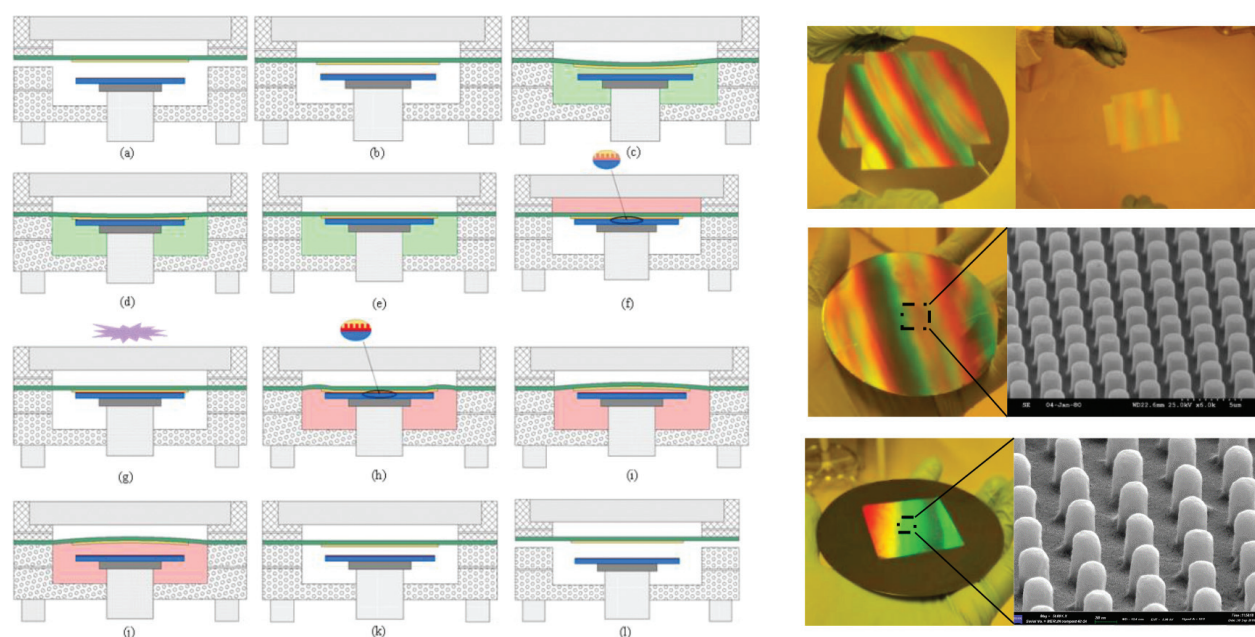 (a)
(b)
(c)
(d)
(e)
(f)
(g)
(h)
(i)
(j)
(k)
(l)
SE 04-Jan-80 WD22.6mm 25.0kV x6.0k 5um